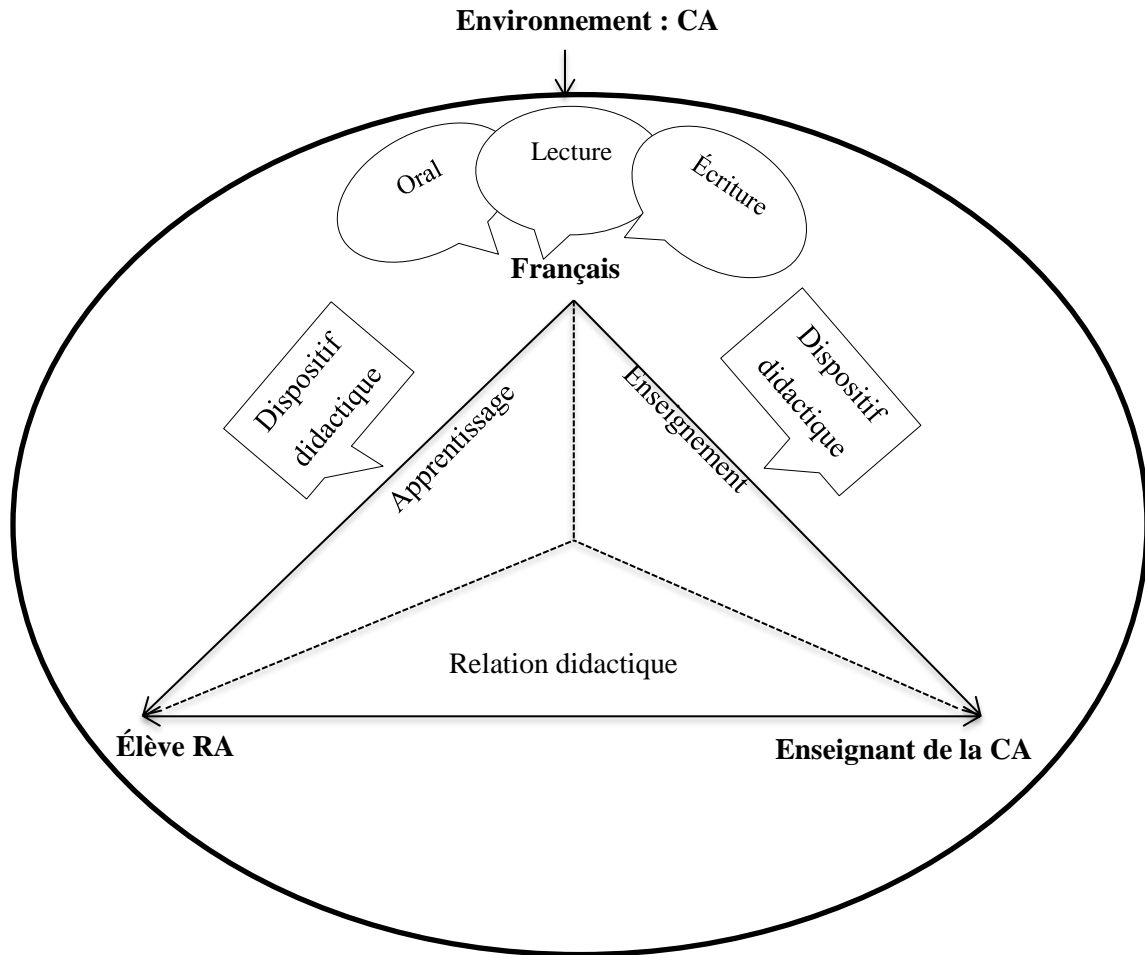 Environnement : CA
Oral
Lecture
Écriture
Français
Dispositif
didactique
Apprentissage
Enseignement
Dispositif
didactique
Relation didactique
Élève RA
Enseignant de la CA